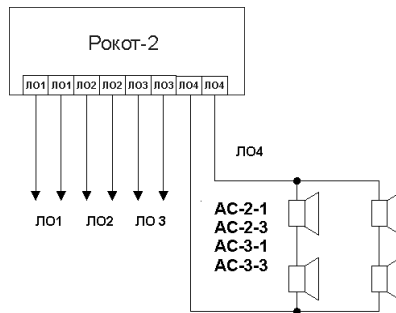 Рокот-2
ЛО1 ЛО1 ЛО2 ЛО2 ЛО3 ЛО3 ЛО4 ЛО4
ЛО4
ЛО1 ЛО2 ЛО 3
АС-2-1
АС-2-3
АС-3-1
АС-3-3